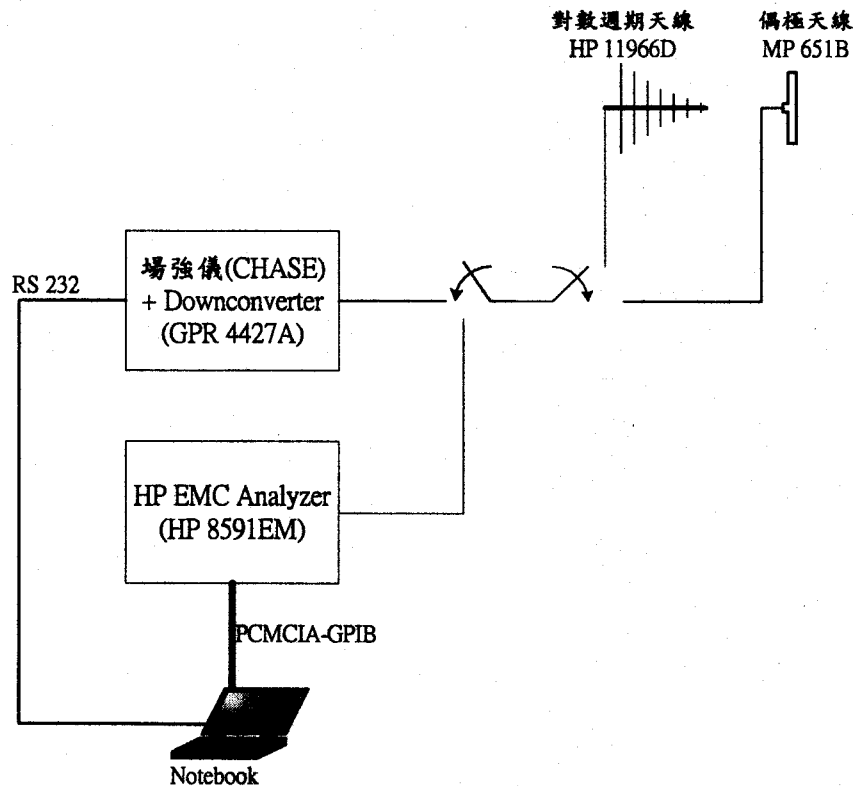 對數週期天線
HP 11966D
偶極天線
MP 651B
場強儀(CHASE)
+ Downconverter
(GPR 4427A)
RS 232
HP EMC Analyzer
(HP 8591EM)
PCMCIA-GPIB
Notebook